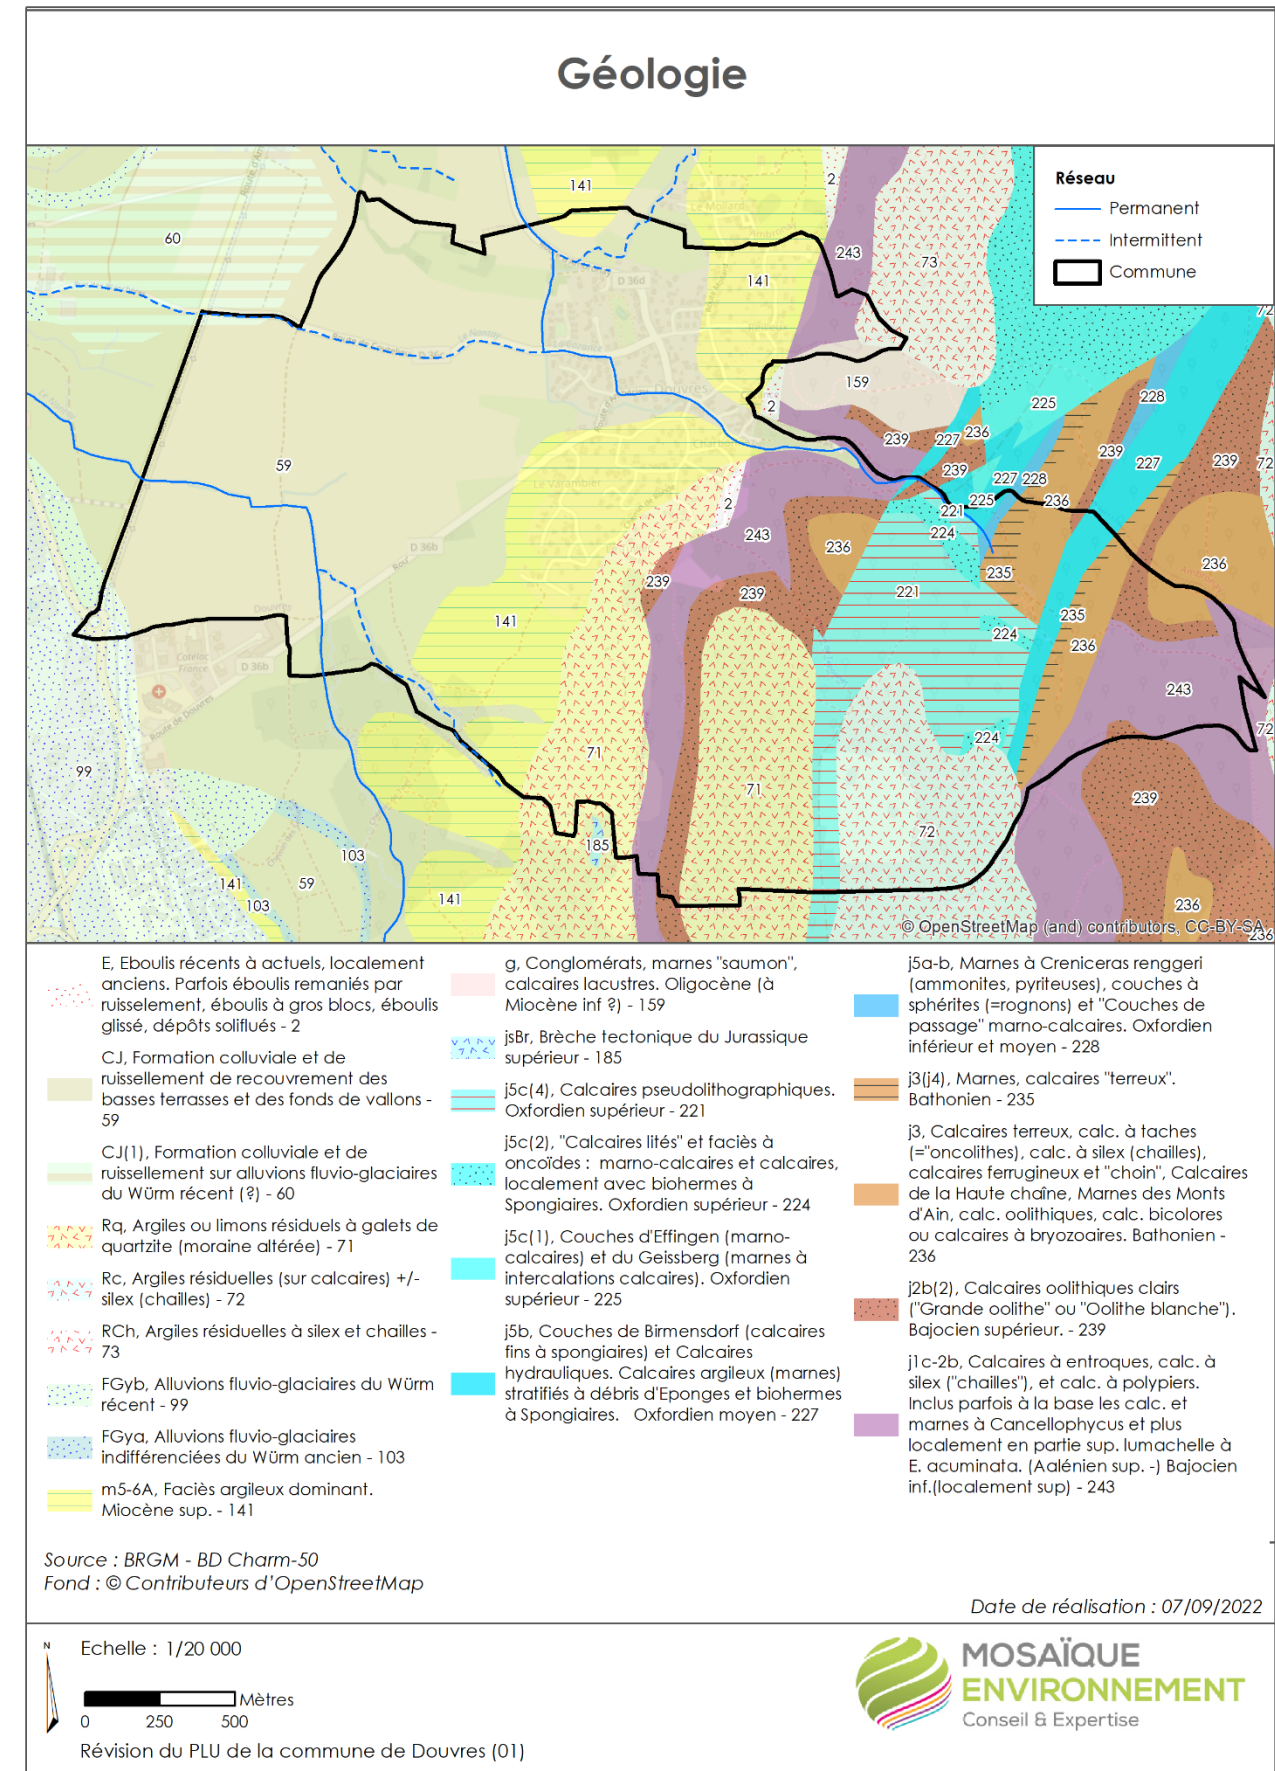 Géologie
Réseau
Permanent
Intermittent
Commune
60
141
2
243
73
141
D 36d
Le Mollard
72
159
225
228
Douvres
2
239
227
236
239
239
227
239
72
59
Le Varambier
227
228
225
236
221
224
2
243
236
D 36b
239
239
235
236
221
141
224
235
236
Douvres
Cotelac
France
D 36b
Route de Douvres
243
224
72
99
71
71
239
72
185
103
141
59
103
141
236
© OpenStreetMap (and) contributors, CC-BY-SA
236
E, Eboulis récents à actuels, localement
anciens. Parfois éboulis remaniés par
ruisselement, éboulis à gros blocs, éboulis
glissé, dépôts soliflués - 2
CJ, Formation colluviale et de
ruissellement de recouvrement des
basses terrasses et des fonds de vallons -
59
CJ(1), Formation colluviale et de
ruissellement sur alluvions fluvio-glaciaires
du Würm récent (?) - 60
Rq, Argiles ou limons résiduels à galets de
quartzite (moraine altérée) - 71
Rc, Argiles résiduelles (sur calcaires) +/-
silex (chailles) - 72
RCh, Argiles résiduelles à silex et chailles -
73
FGyb, Alluvions fluvio-glaciaires du Würm
récent - 99
FGya, Alluvions fluvio-glaciaires
indifférenciées du Würm ancien - 103
m5-6A, Faciès argileux dominant.
Miocène sup. - 141
g, Conglomérats, marnes "saumon",
calcaires lacustres. Oligocène (à
Miocène inf ?) - 159
jsBr, Brèche tectonique du Jurassique
supérieur - 185
j5c(4), Calcaires pseudolithographiques.
Oxfordien supérieur - 221
j5c(2), "Calcaires lités" et faciès à
oncoïdes : marno-calcaires et calcaires,
localement avec biohermes à
Spongiaires. Oxfordien supérieur - 224
j5c(1), Couches d'Effingen (marno-
calcaires) et du Geissberg (marnes à
intercalations calcaires). Oxfordien
supérieur - 225
j5b, Couches de Birmensdorf (calcaires
fins à spongiaires) et Calcaires
hydrauliques. Calcaires argileux (marnes)
stratifiés à débris d'Eponges et biohermes
à Spongiaires. Oxfordien moyen - 227
j5a-b, Marnes à Creniceras renggeri
(ammonites, pyriteuses), couches à
sphérites (=rognons) et "Couches de
passage" marno-calcaires. Oxfordien
inférieur et moyen - 228
j3(j4), Marnes, calcaires "terreux".
Bathonien - 235
j3, Calcaires terreux, calc. à taches
(="oncolithes), calc. à silex (chailles),
calcaires ferrugineux et "choin", Calcaires
de la Haute chaîne, Marnes des Monts
d'Ain, calc. oolithiques, calc. bicolores
ou calcaires à bryozoaires. Bathonien -
236
j2b(2), Calcaires oolithiques clairs
("Grande oolithe" ou "Oolithe blanche").
Bajocien supérieur. - 239
j1c-2b, Calcaires à entroques, calc. à
silex ("chailles"), et calc. à polypiers.
Inclus parfois à la base les calc. et
marnes à Cancellophycus et plus
localement en partie sup. lumachelle à
E. acuminata. (Aalénien sup. -) Bajocien
inf.(localement sup) - 243
Source : BRGM - BD Charm-50
Fond : © Contributeurs d'OpenStreetMap
Date de réalisation : 07/09/2022
N
Echelle : 1/20 000
Mètres
0 250 500
Révision du PLU de la commune de Douvres (01)
MOSAÏQUE
ENVIRONNEMENT
Conseil & Expertise